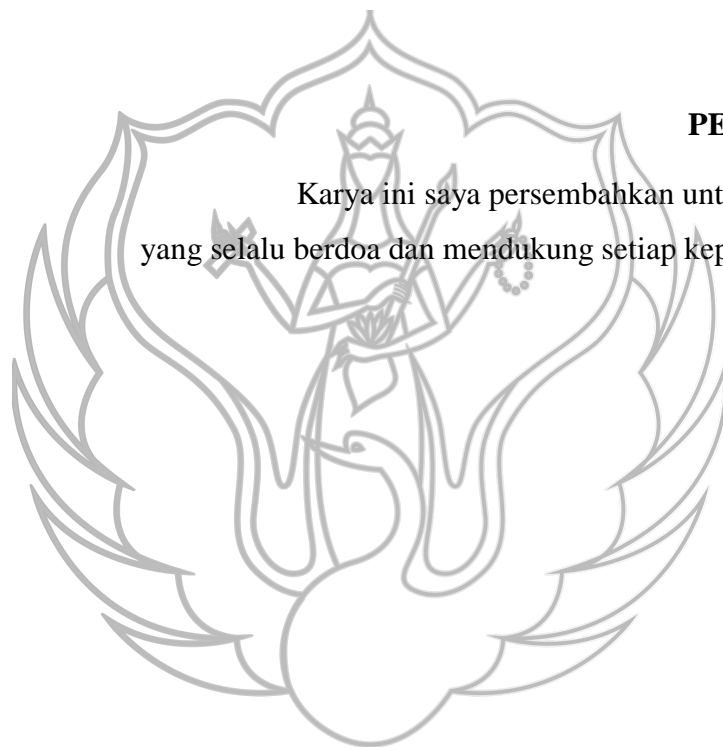 PE
Karya ini saya persembahkan unt
yang selalu berdoa dan mendukung setiap kep